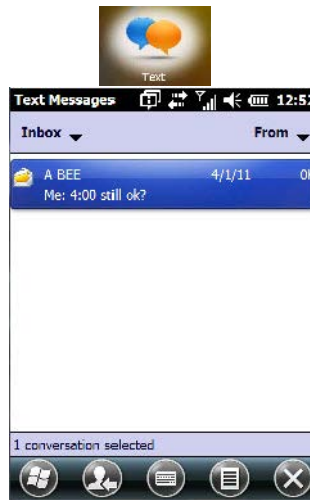 Text
Text Messages 12:52
Inbox From
A BEE 4/1/11
Me: 4:00 still ok?
1 conversation selected